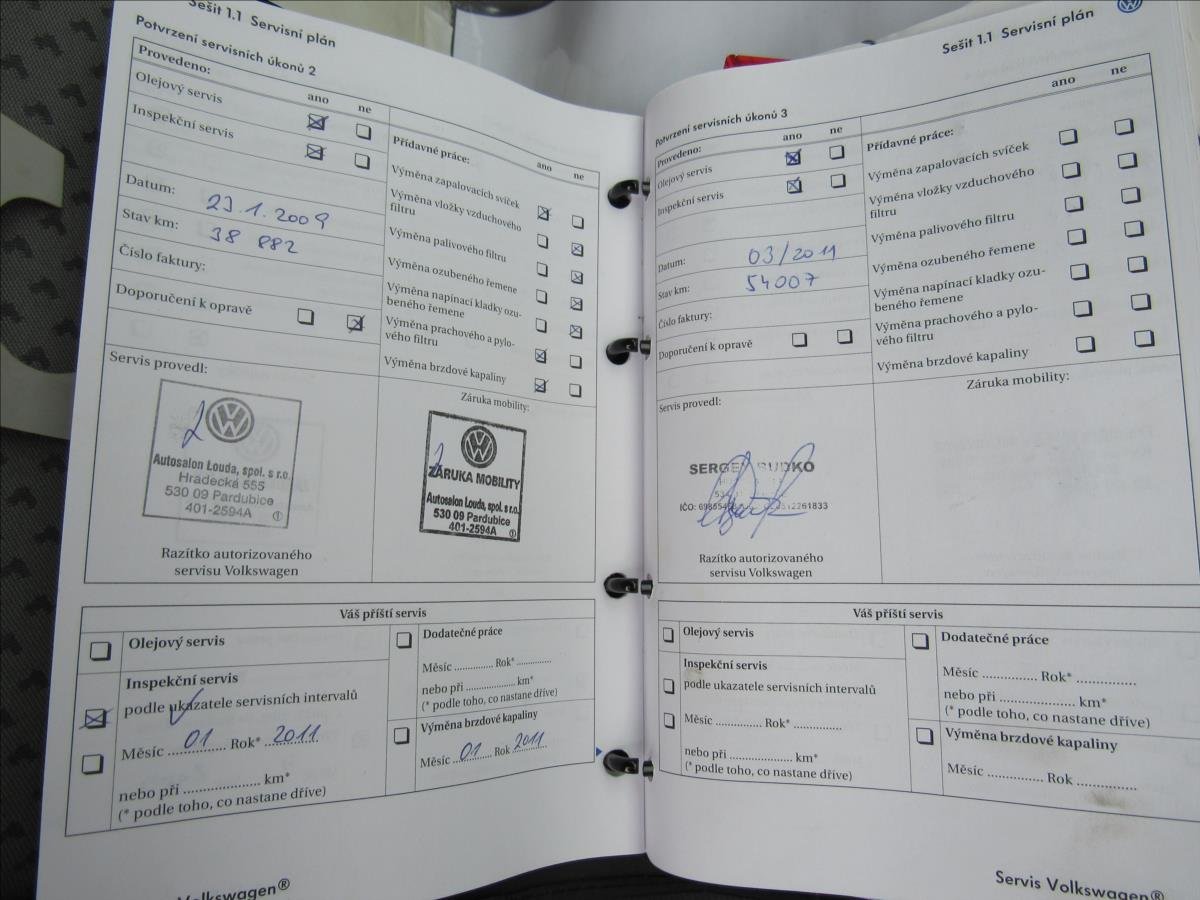 Sešit 1.1 Servisní plán
Potvrzení servisních úkonů 2
Provedeno:
ano ne
Olejový servis
Inspekční servis
Datum: 23.1.2009
Stav km: 38 882
Číslo faktury:
Doporučení k opravě
Přídavné práce:
ano ne
Výměna zapalovacích svíček
Výměna vložky vzduchového
filtru
Výměna palivového filtru
Výměna ozubeného řemene
Výměna napínací kladky ozu-
beného řemene
Výměna prachového a pylo-
vého filtru
Výměna brzdové kapaliny
Servis provedl:
Autosalon Louda, spol. s r.o.
Hradecká 555
530 09 Pardubice
401-2594A
Razítko autorizovaného
servisu Volkswagen
Záruka mobility:
ZÁRUKA MOBILITY
Autosalon Louda, spol. s r.o.
530 09 Pardubice
401-2594A
Váš příští servis
Olejový servis
Inspekční servis
podle ukazatele servisních intervalů
Měsíc 01 Rok* 2011
nebo při .................... km*
(* podle toho, co nastane dříve)
Dodatečné práce
Měsíc ............. Rok* ............
nebo při ................ km*
(* podle toho, co nastane dříve)
Výměna brzdové kapaliny
Měsíc 01 Rok 2011
Volkswagen®
Sešit 1.1 Servisní plán
Potvrzení servisních úkonů 3
Provedeno:
ano ne
Olejový servis
Inspekční servis
Datum: 03/2011
Stav km: 54007
Číslo faktury:
Doporučení k opravě
ano ne
Přídavné práce:
Výměna zapalovacích svíček
Výměna vložky vzduchového
filtru
Výměna palivového filtru
Výměna ozubeného řemene
Výměna napínací kladky ozu-
beného řemene
Výměna prachového a pylo-
vého filtru
Výměna brzdové kapaliny
Servis provedl:
IČO:
Razítko autorizovaného
servisu Volkswagen
Záruka mobility:
Váš příští servis
Olejový servis
Inspekční servis
podle ukazatele servisních intervalů
Měsíc ............. Rok* .............
nebo při .................. km*
(* podle toho, co nastane dříve)
Dodatečné práce
Měsíc ............... Rok* ...............
nebo při .................. km*
(* podle toho, co nastane dříve)
Výměna brzdové kapaliny
Měsíc ............... Rok ...............
Servis Volkswagen®